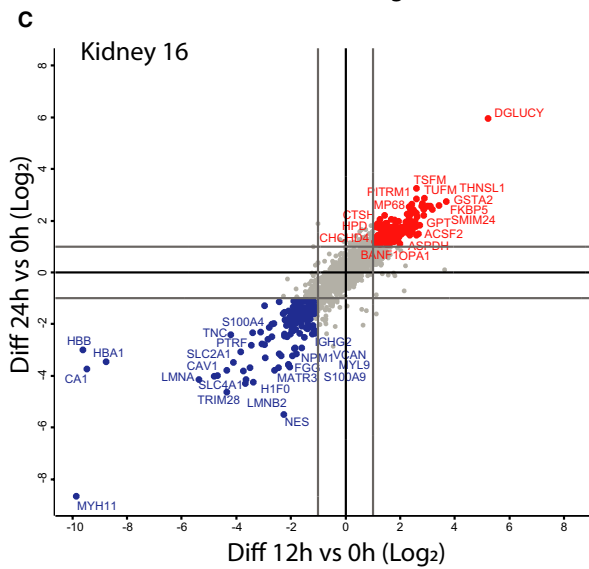 C
Kidney 16
Diff 24h vs 0h (Log₂)
8
6
4
2
0
-2
-4
-6
-8
DGLUCY
TSFM
PITRM1 TUFM THNSL1
MP68 GSTA2
CTSH FKBP5
HPD GPT SMIM24
CHCHD4 ACSF2
ASPDH
BANF1 OPA1
S100A4
TNC
HBB PTRF IGHG2
HBA1 SLC2A1 NPM1 VCAN
CAV1 FGG MYL9
CA1 LMNA MATR3 S100A9
SLC4A1 H1F0
TRIM28 LMNB2
NES
MYH11
-10 -8 -6 -4 -2 0 2 4 6 8
Diff 12h vs 0h (Log₂)